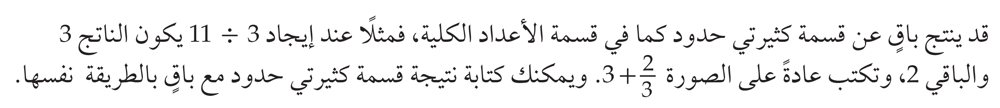 قد ينتج باقٍ عن قسمة كثيرتي حدود كما في قسمة الأعداد الكلية، فمثلًا عند إيجاد 3 ÷ 11 يكون الناتج 3
والباقي 2، وتكتب عادةً على الصورة 3+2/3. ويمكنك كتابة نتيجة قسمة كثيرتي حدود مع باقٍ بالطريقة نفسها.